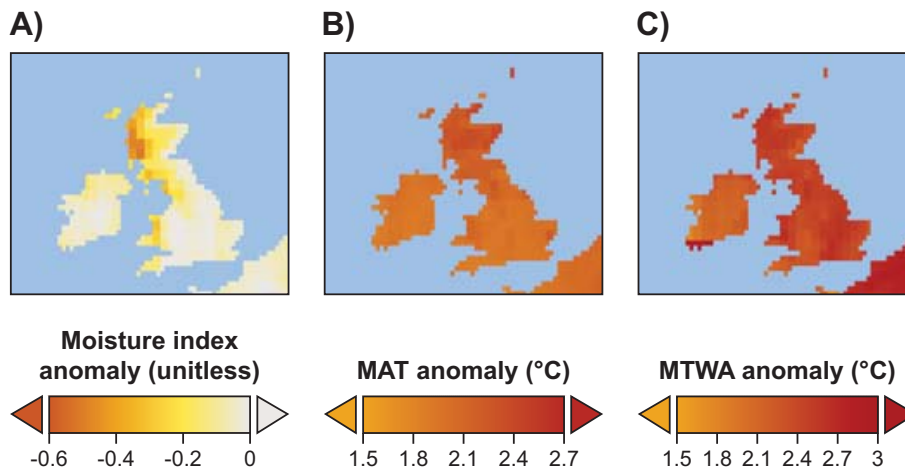 A)
B)
C)
Moisture index
anomaly (unitless)
MAT anomaly (°C)
MTWA anomaly (°C)
-0.6 -0.4 -0.2 0
1.5 1.8 2.1 2.4 2.7
1.5 1.8 2.1 2.4 2.7 3